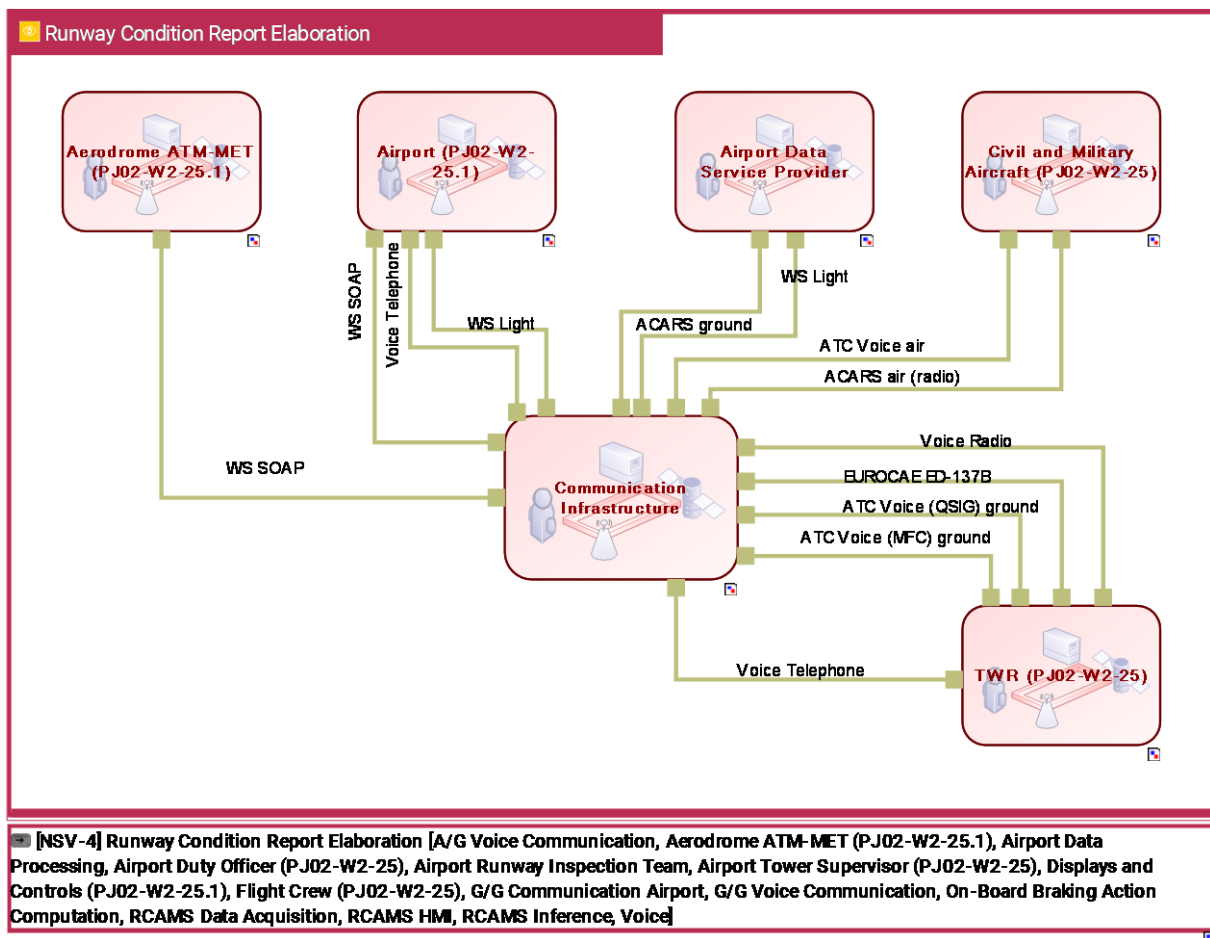 Runway Condition Report Elaboration
Aerodrome ATM-MET
(PJ02-W2-25.1)
Airport (PJ02-W2-
25.1)
Airport Data
Service Provider
Civil and Military
Aircraft (PJ02-W2-25)
WS SOAP
Voice Telephone
WS Light
WS Light
ACARS ground
ATC Voice air
ACARS air (radio)
WS SOAP
Communication
Infrastructure
Voice Radio
EUROCAE ED-137B
ATC Voice (QSIG) ground
ATC Voice (MFC) ground
Voice Telephone
TWR (PJ02-W2-25)
[NSV-4] Runway Condition Report Elaboration [A/G Voice Communication, Aerodrome ATM-MET (PJ02-W2-25.1), Airport Data
Processing, Airport Duty Officer (PJ02-W2-25), Airport Runway Inspection Team, Airport Tower Supervisor (PJ02-W2-25), Displays and
Controls (PJ02-W2-25.1), Flight Crew (PJ02-W2-25), G/G Communication Airport, G/G Voice Communication, On-Board Braking Action
Computation, RCAMS Data Acquisition, RCAMS HMI, RCAMS Inference, Voice]